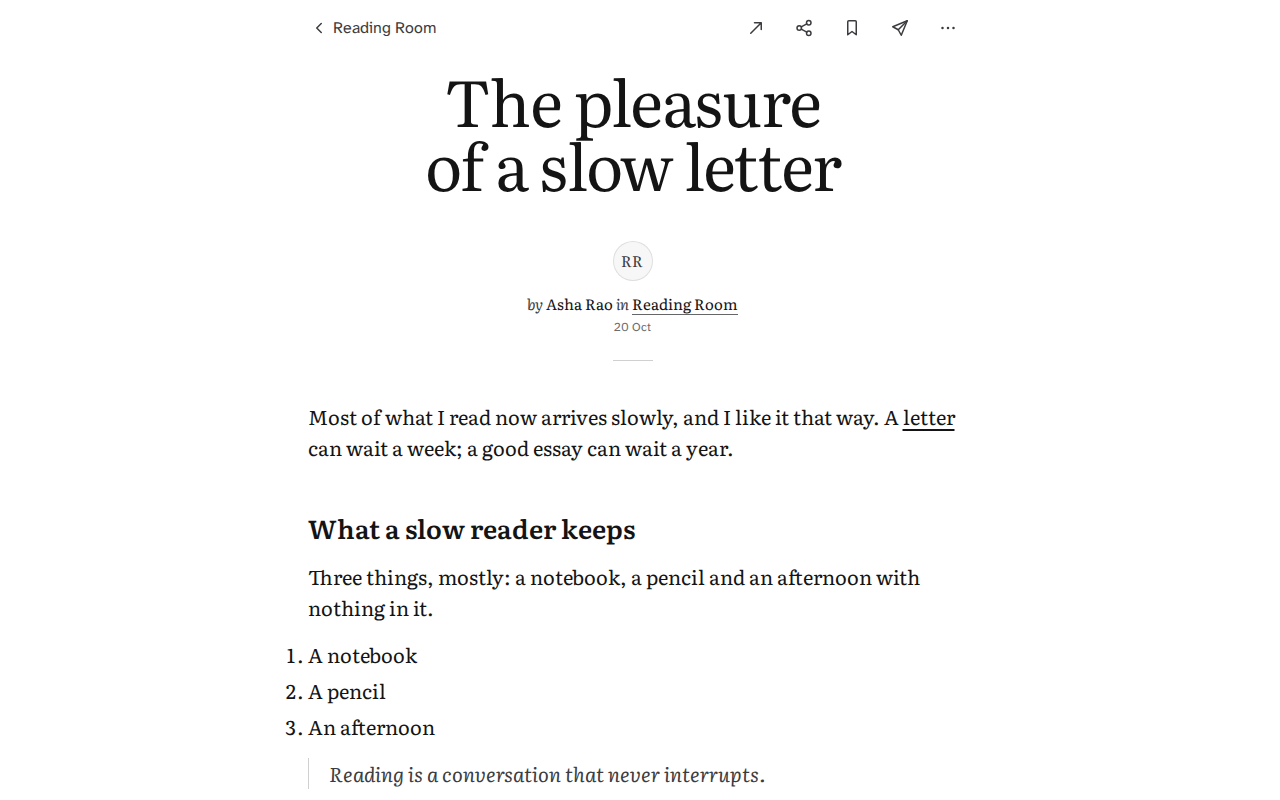 Reading Room
The pleasure
of a slow letter
RR
by Asha Rao in Reading Room
20 Oct
Most of what I read now arrives slowly, and I like it that way. A letter
can wait a week; a good essay can wait a year.
What a slow reader keeps
Three things, mostly: a notebook, a pencil and an afternoon with
nothing in it.
1. A notebook
2. A pencil
3. An afternoon
Reading is a conversation that never interrupts.